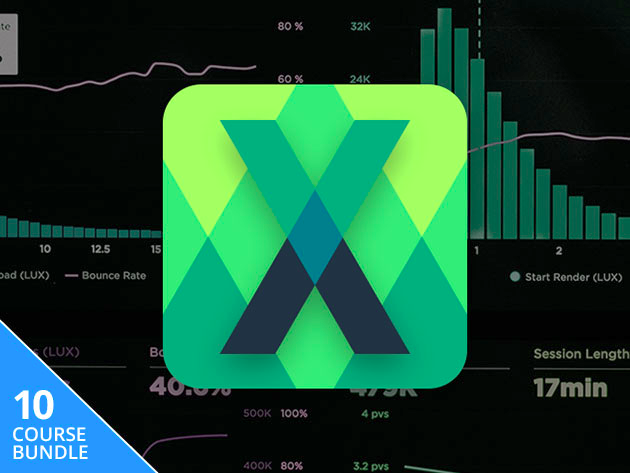 80 %
32K
60 %
24K
10
12.5
15
1
2
(LUX)
Bounce Rate
Start Render (LUX)
(LUX)
Session Length
17min
500K
100%
4 pvs
400K
80%
3.2 pvs
10
COURSE
BUNDLE